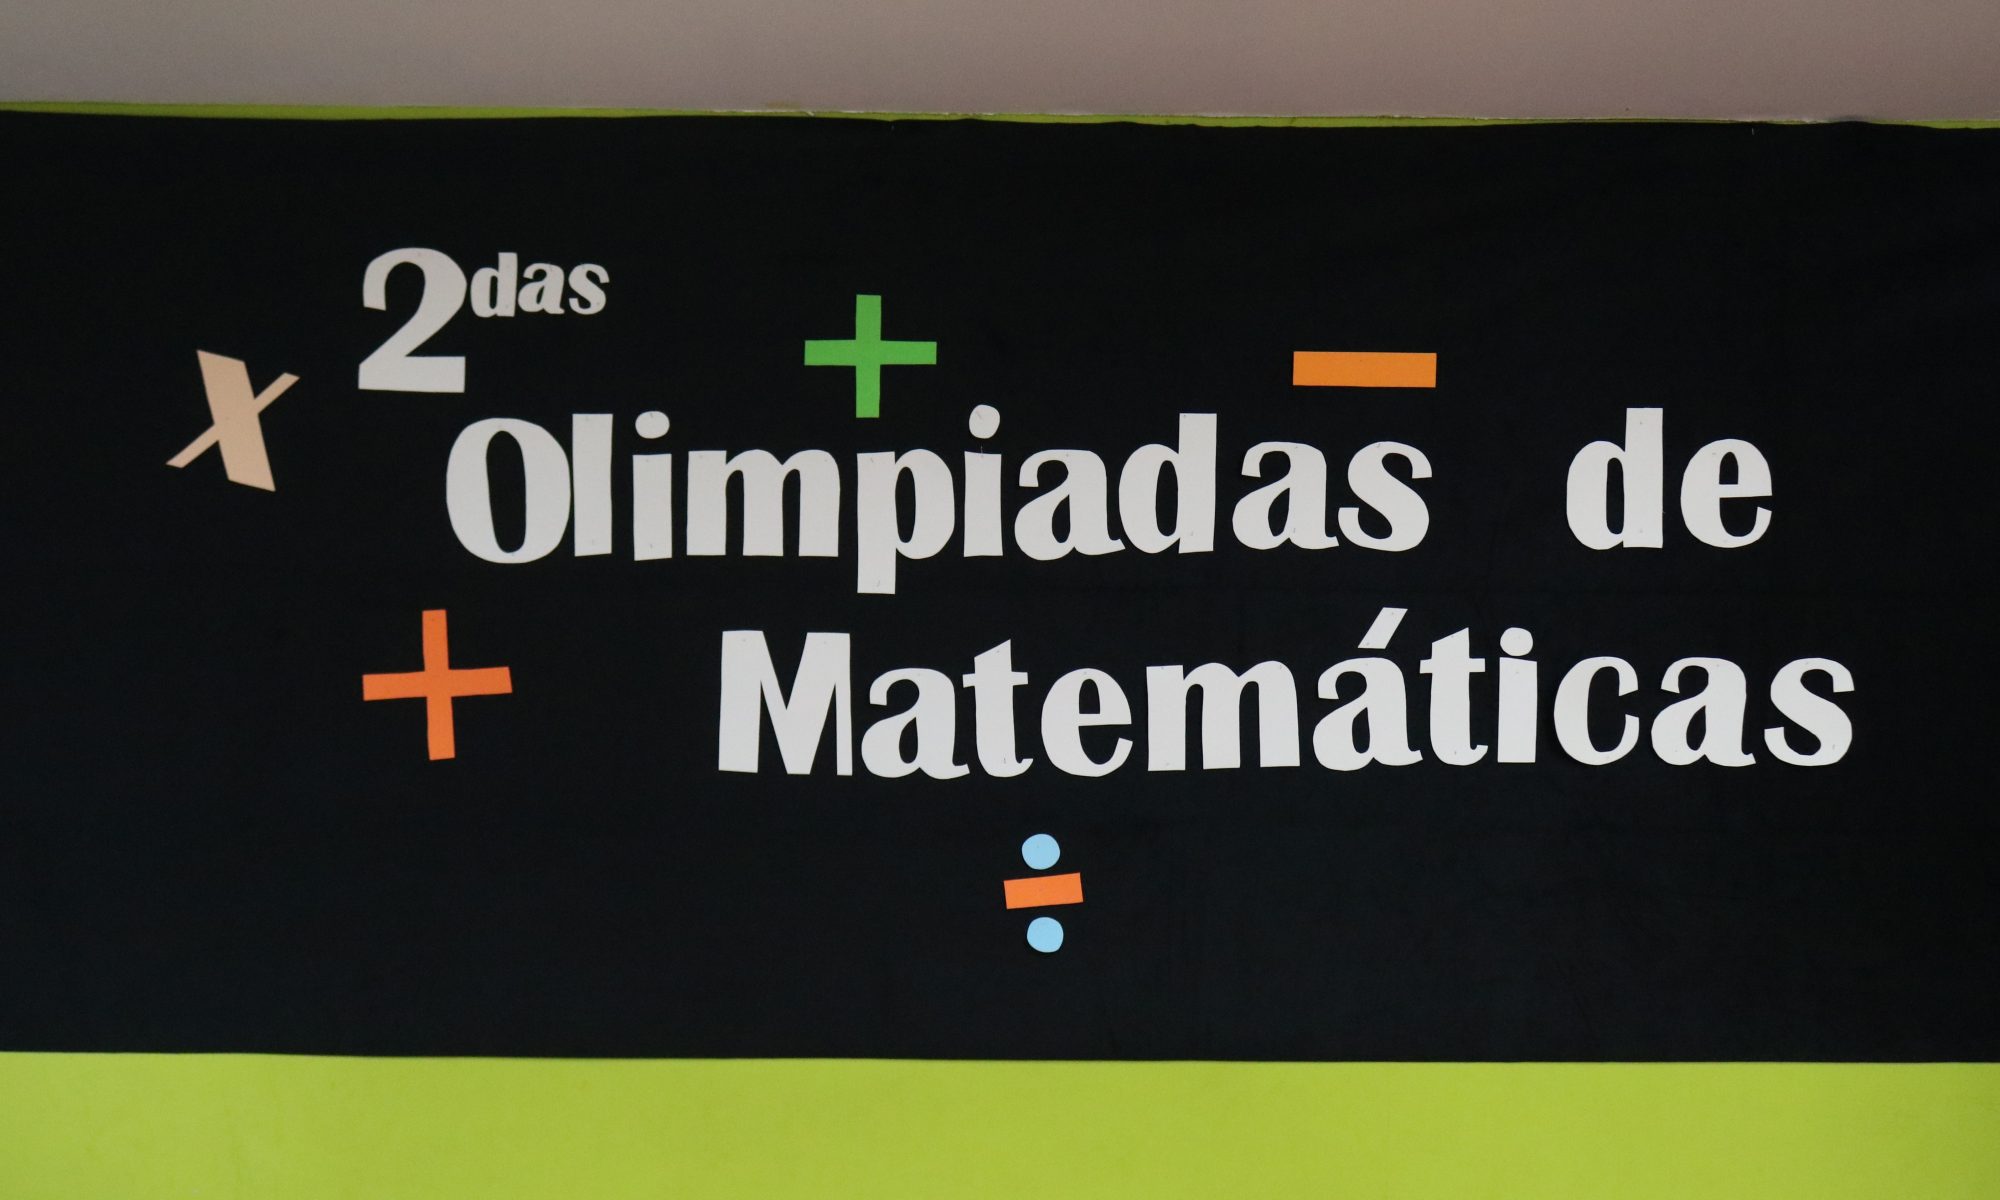 2das
x + −
Olimpiadas de
+ Matemáticas
÷